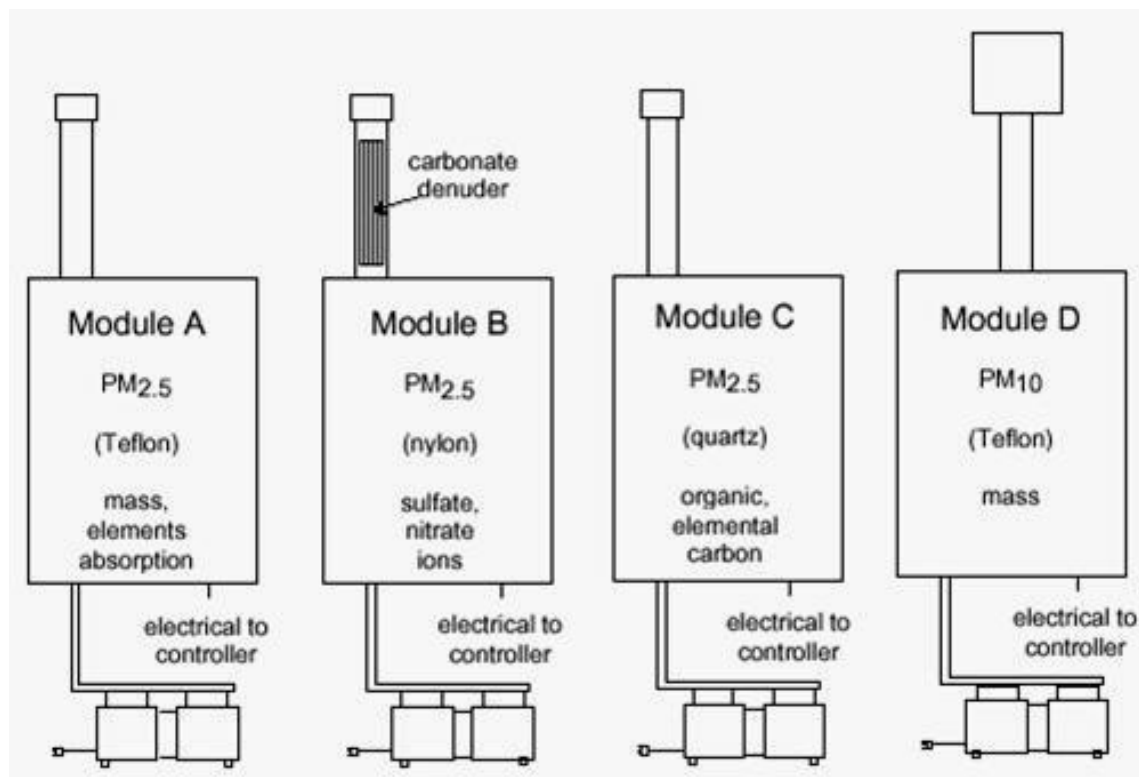 carbonate
denuder
Module A
PM2.5
(Teflon)
mass,
elements
absorption
electrical to
controller
Module B
PM2.5
(nylon)
sulfate,
nitrate
ions
electrical to
controller
Module C
PM2.5
(quartz)
organic,
elemental
carbon
electrical to
controller
Module D
PM10
(Teflon)
mass
electrical to
controller